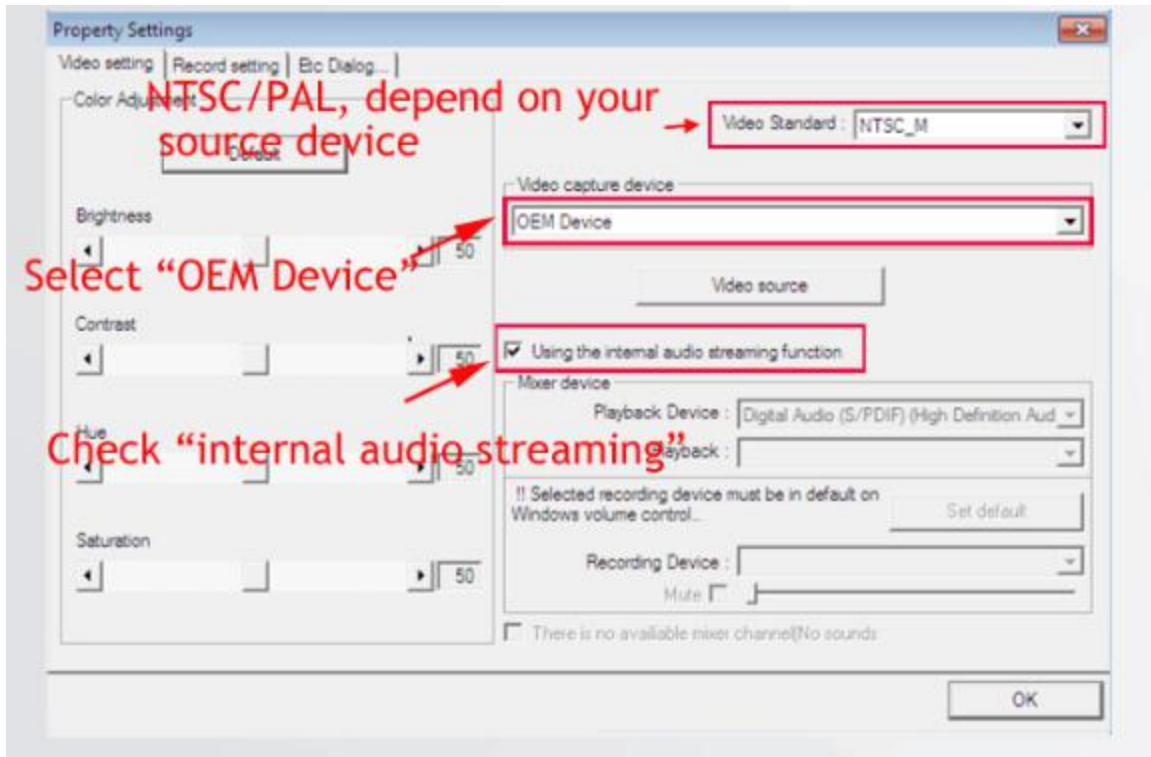 Property Settings
Video setting Record setting Etc Dialog...
Color Adjustment
NTSC/PAL, depend on your
source device
Default
Video Standard : NTSC_M
Video capture device
OEM Device
Brightness
50
Select “OEM Device”
Video source
Contrast
50
Using the internal audio streaming function
Mixer device
Playback Device : Digital Audio (S/PDIF) (High Definition Aud
Hue
Check “internal audio streaming”
Playback :
50
!! Selected recording device must be in default on
Windows volume control...
Set default
Saturation
50
Recording Device :
Mute
There is no available mixer channel(No sounds
OK